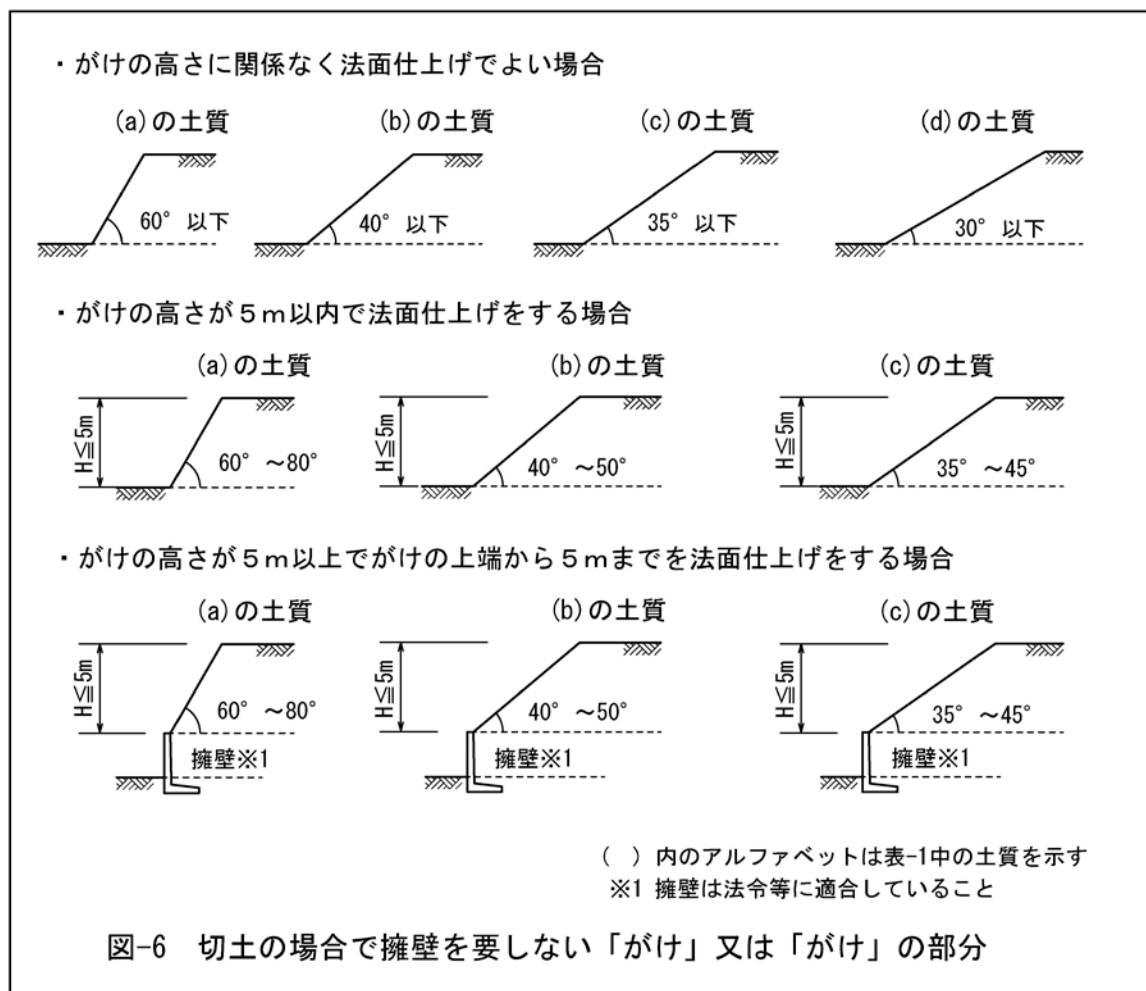 ・がけの高さに関係なく法面仕上げでよい場合
(a)の土質 (b)の土質 (c)の土質 (d)の土質
60° 以下 40° 以下 35° 以下 30° 以下
・がけの高さが５ｍ以内で法面仕上げをする場合
(a)の土質 (b)の土質 (c)の土質
H≦5m 60° ～80° H≦5m 40° ～50° H≦5m 35° ～45°
・がけの高さが５ｍ以上でがけの上端から５ｍまでを法面仕上げをする場合
(a)の土質 (b)の土質 (c)の土質
H≦5m 60° ～80° H≦5m 40° ～50° H≦5m 35° ～45°
擁壁※1 擁壁※1 擁壁※1
（ ）内のアルファベットは表-1中の土質を示す
※1 擁壁は法令等に適合していること
図-6 切土の場合で擁壁を要しない「がけ」又は「がけ」の部分